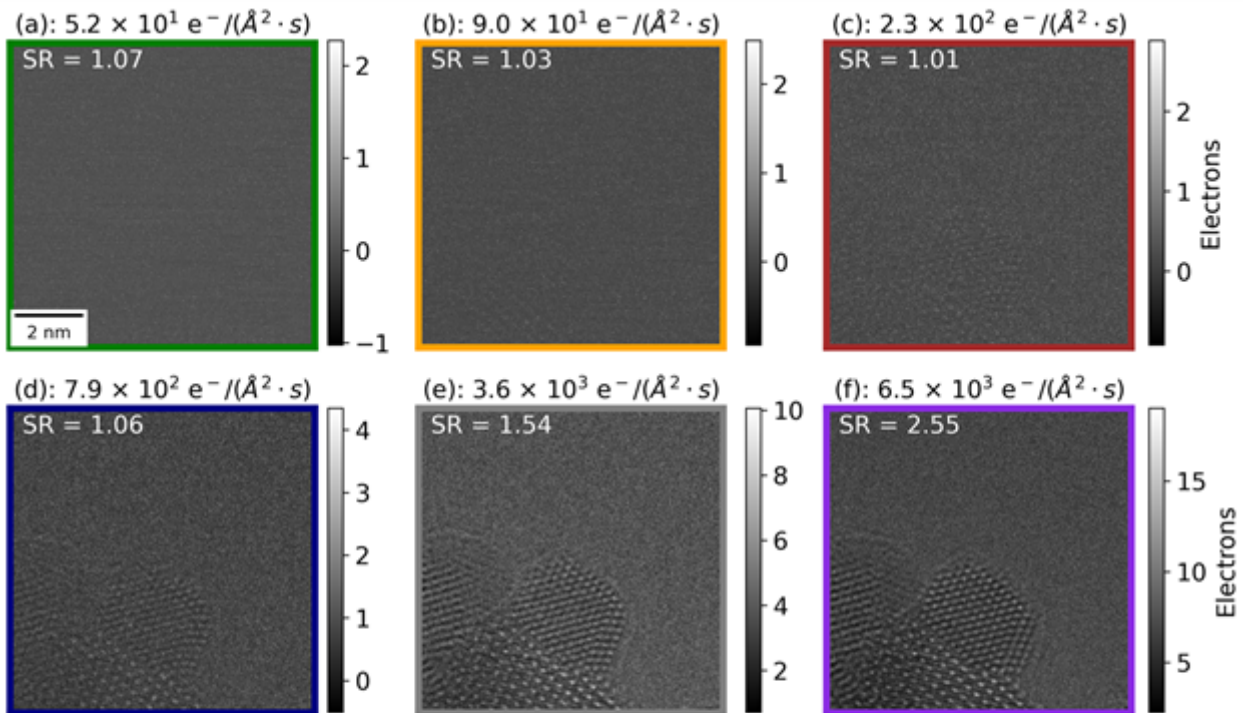 (a): 5.2 × 10¹ e⁻/(Å² · s)
SR = 1.07
2
1
0
−1
2 nm
(b): 9.0 × 10¹ e⁻/(Å² · s)
SR = 1.03
2
1
0
(c): 2.3 × 10² e⁻/(Å² · s)
SR = 1.01
2
1
0
Electrons
(d): 7.9 × 10² e⁻/(Å² · s)
SR = 1.06
4
3
2
1
0
(e): 3.6 × 10³ e⁻/(Å² · s)
SR = 1.54
10
8
6
4
2
(f): 6.5 × 10³ e⁻/(Å² · s)
SR = 2.55
15
10
5
Electrons